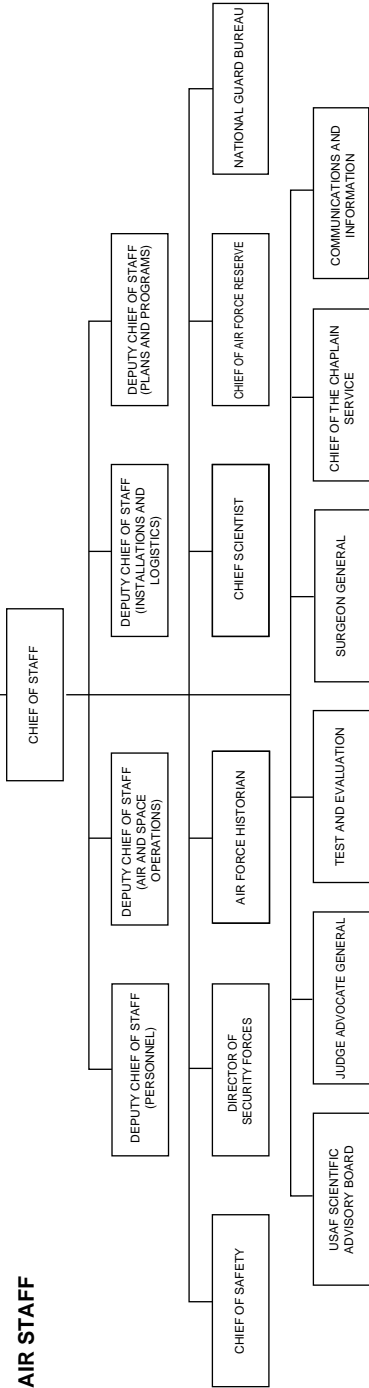 AIR STAFF
CHIEF OF STAFF
DEPUTY CHIEF OF STAFF
(PERSONNEL)
DEPUTY CHIEF OF STAFF
(AIR AND SPACE
OPERATIONS)
DEPUTY CHIEF OF STAFF
(INSTALLATIONS AND
LOGISTICS)
DEPUTY CHIEF OF STAFF
(PLANS AND PROGRAMS)
CHIEF OF SAFETY
DIRECTOR OF
SECURITY FORCES
AIR FORCE HISTORIAN
CHIEF SCIENTIST
CHIEF OF AIR FORCE RESERVE
NATIONAL GUARD BUREAU
USAF SCIENTIFIC
ADVISORY BOARD
JUDGE ADVOCATE GENERAL
TEST AND EVALUATION
SURGEON GENERAL
CHIEF OF THE CHAPLAIN
SERVICE
COMMUNICATIONS AND
INFORMATION